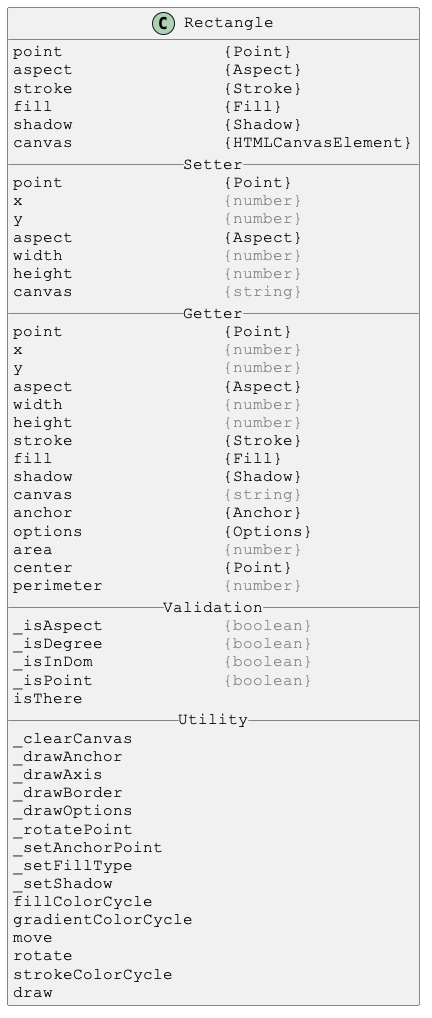 C Rectangle
point {Point}
aspect {Aspect}
stroke {Stroke}
fill {Fill}
shadow {Shadow}
canvas {HTMLCanvasElement}
Setter
point {Point}
x {number}
y {number}
aspect {Aspect}
width {number}
height {number}
canvas {string}
Getter
point {Point}
x {number}
y {number}
aspect {Aspect}
width {number}
height {number}
stroke {Stroke}
fill {Fill}
shadow {Shadow}
canvas {string}
anchor {Anchor}
options {Options}
area {number}
center {Point}
perimeter {number}
Validation
_isAspect {boolean}
_isDegree {boolean}
_isInDom {boolean}
_isPoint {boolean}
isThere
Utility
_clearCanvas
_drawAnchor
_drawAxis
_drawBorder
_drawOptions
_rotatePoint
_setAnchorPoint
_setFillType
_setShadow
fillColorCycle
gradientColorCycle
move
rotate
strokeColorCycle
draw